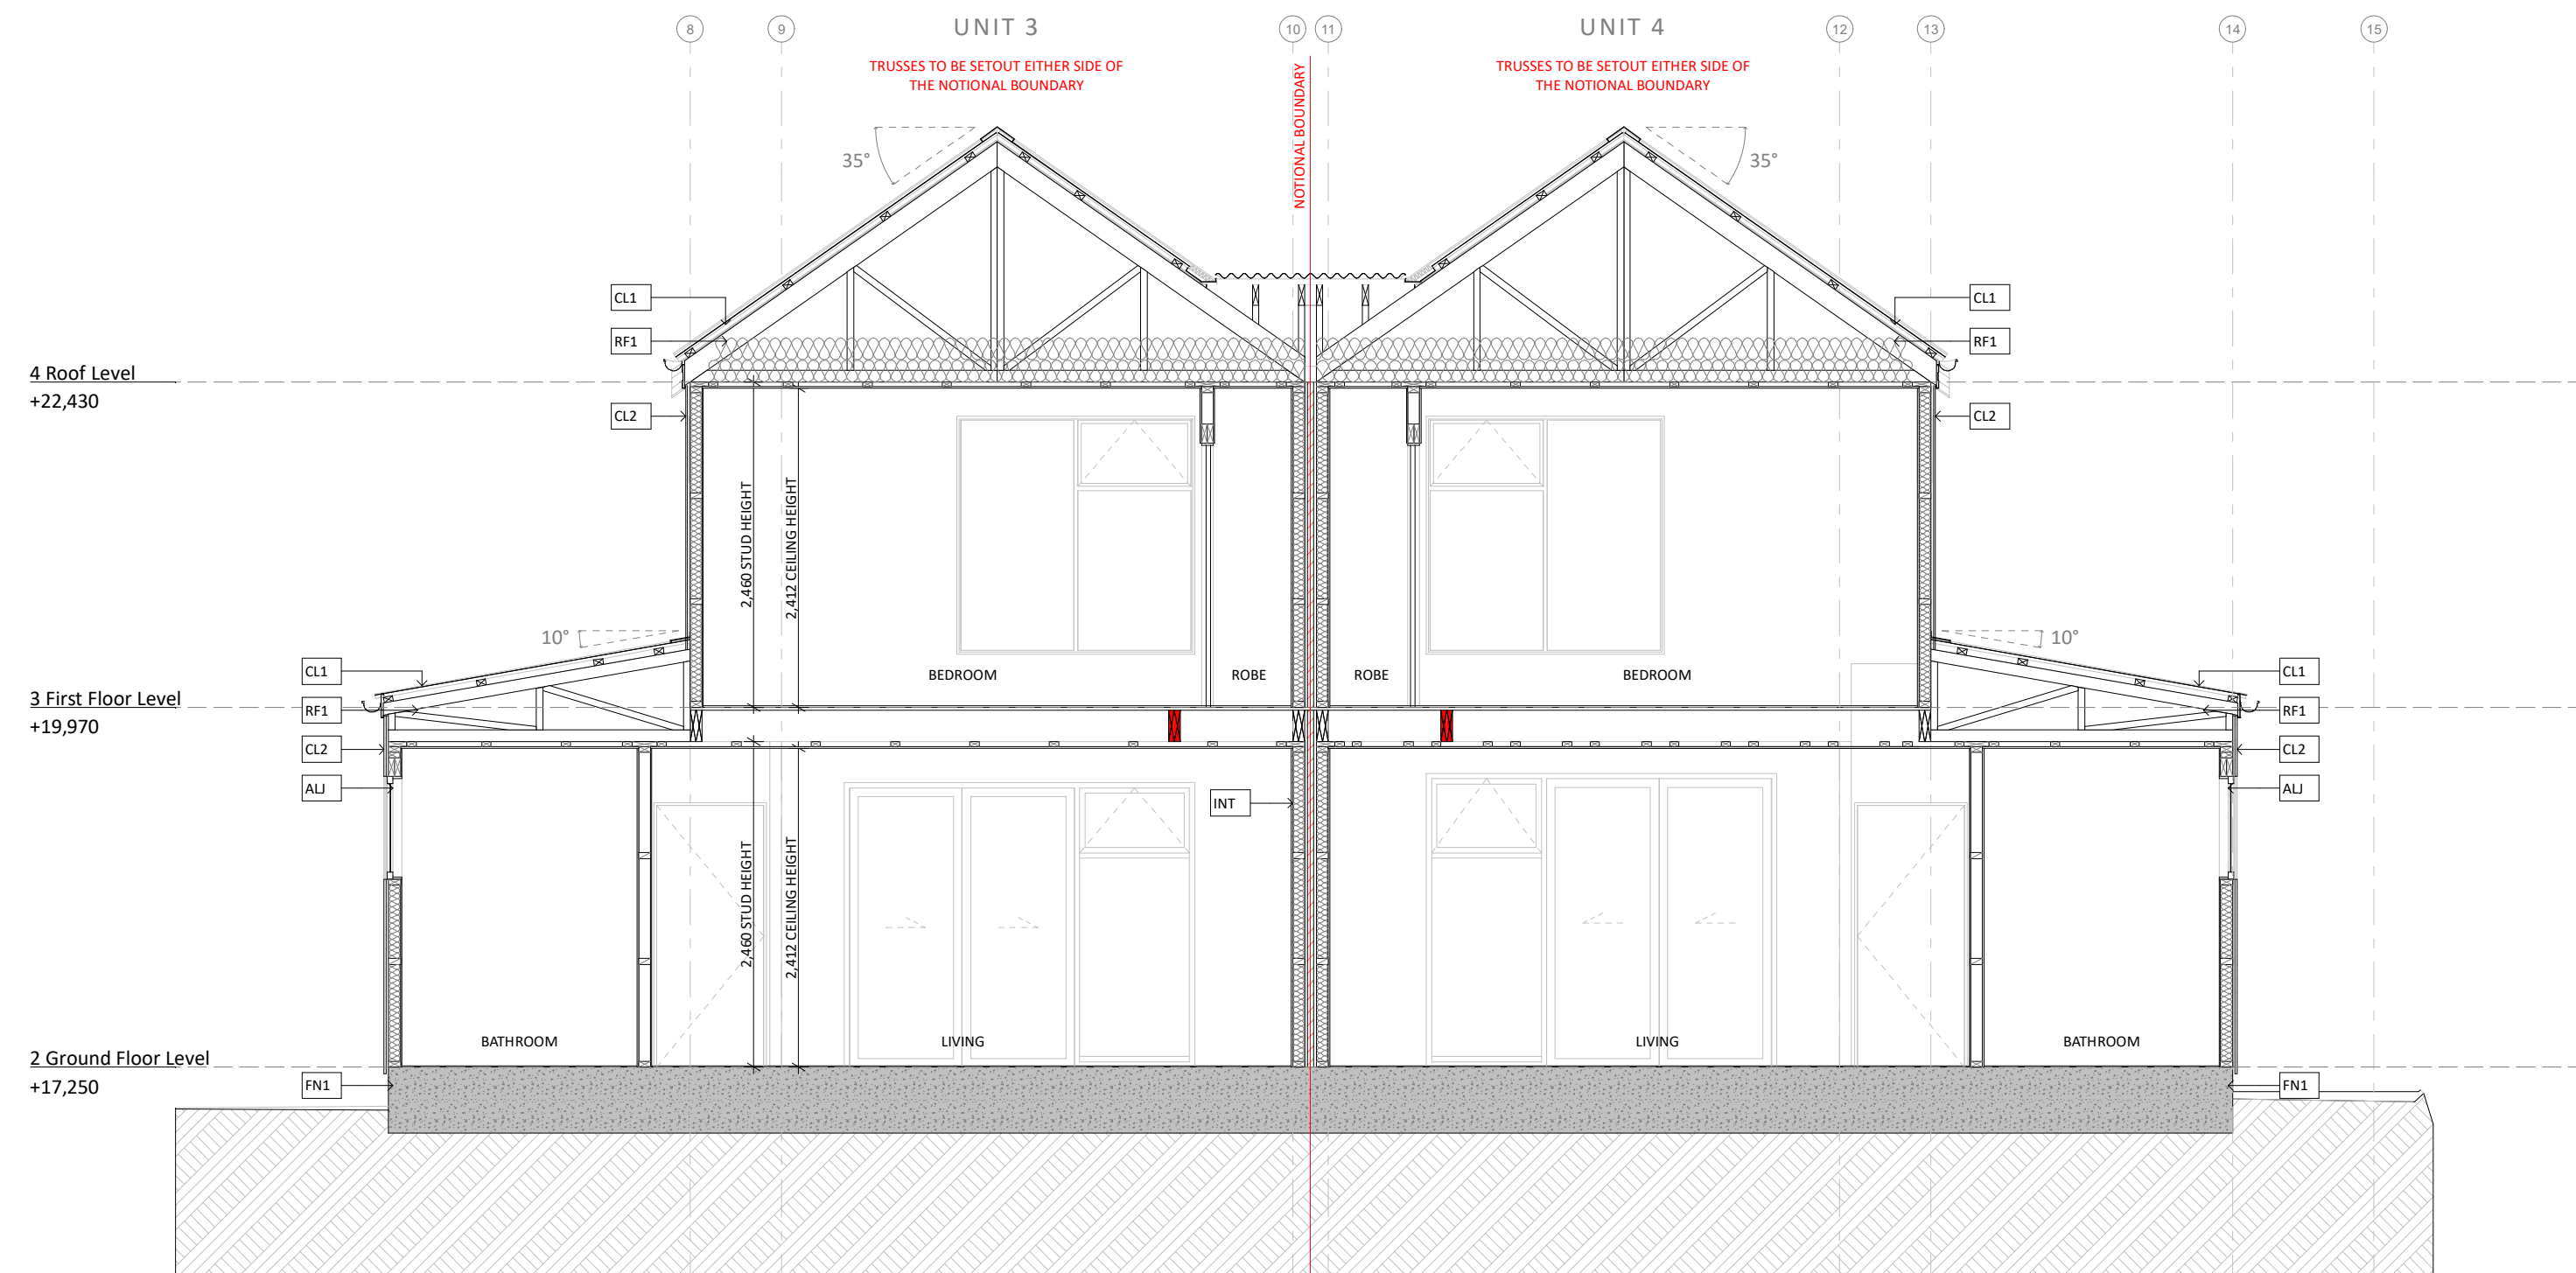 8
9
UNIT 3
10
11
UNIT 4
12
13
14
15
TRUSSES TO BE SETOUT EITHER SIDE OF
THE NOTIONAL BOUNDARY
NOTIONAL BOUNDARY
TRUSSES TO BE SETOUT EITHER SIDE OF
THE NOTIONAL BOUNDARY
35°
35°
CL1
CL1
RF1
RF1
4 Roof Level
+22,430
CL2
CL2
2,460 STUD HEIGHT
2,412 CEILING HEIGHT
10°
10°
CL1
BEDROOM
ROBE
ROBE
BEDROOM
CL1
3 First Floor Level
+19,970
RF1
RF1
CL2
CL2
ALJ
INT
ALJ
2,460 STUD HEIGHT
2,412 CEILING HEIGHT
BATHROOM
LIVING
LIVING
BATHROOM
2 Ground Floor Level
+17,250
FN1
FN1